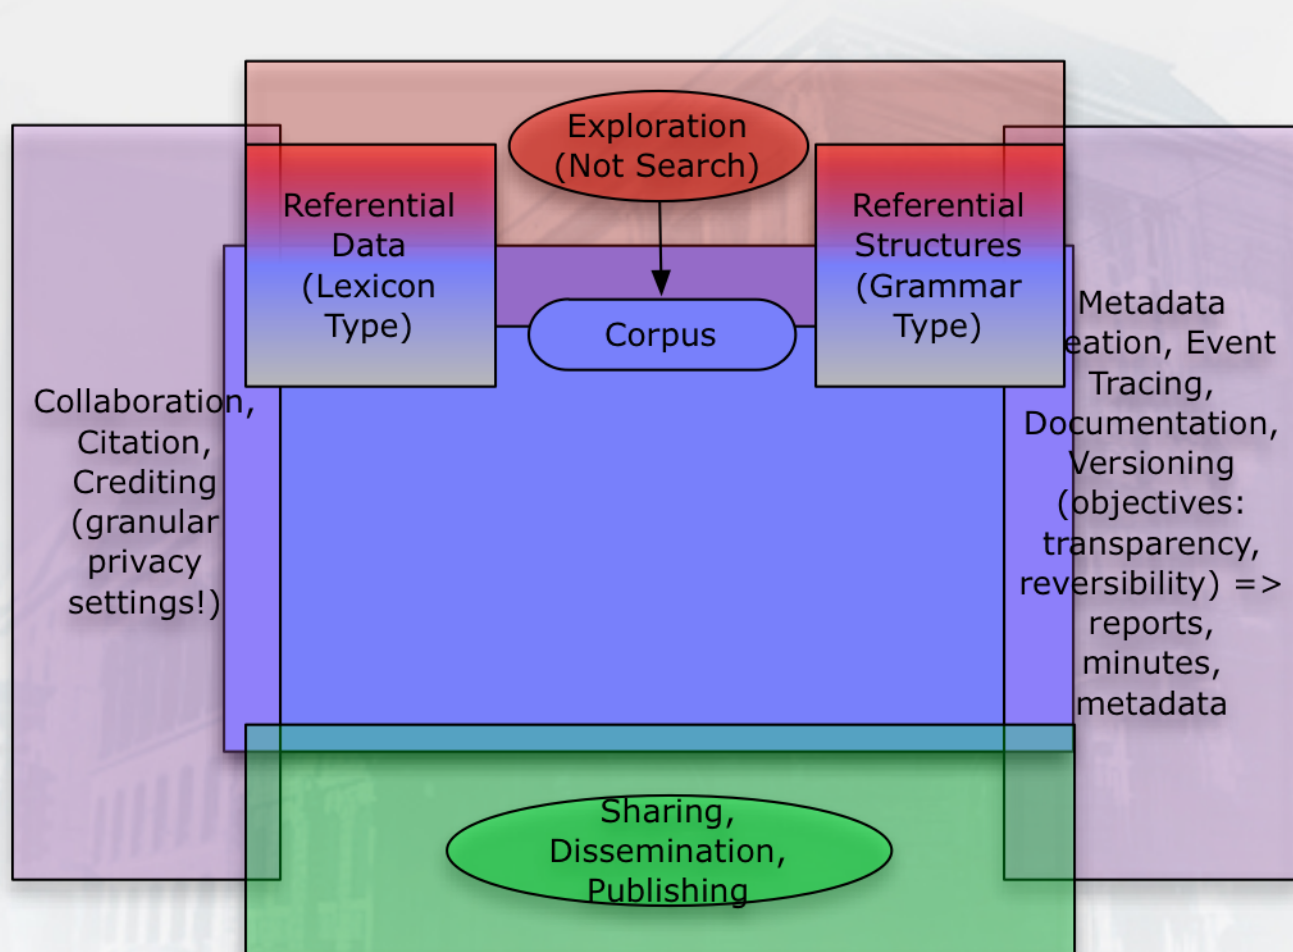 Exploration
(Not Search)
Referential
Data
(Lexicon
Type)
Referential
Structures
(Grammar
Type)
Corpus
Collaboration,
Citation,
Crediting
(granular
privacy
settings!)
Metadata
eation, Event
Tracing,
Documentation,
Versioning
(objectives:
transparency,
reversibility) =>
reports,
minutes,
metadata
Sharing,
Dissemination,
Publishing